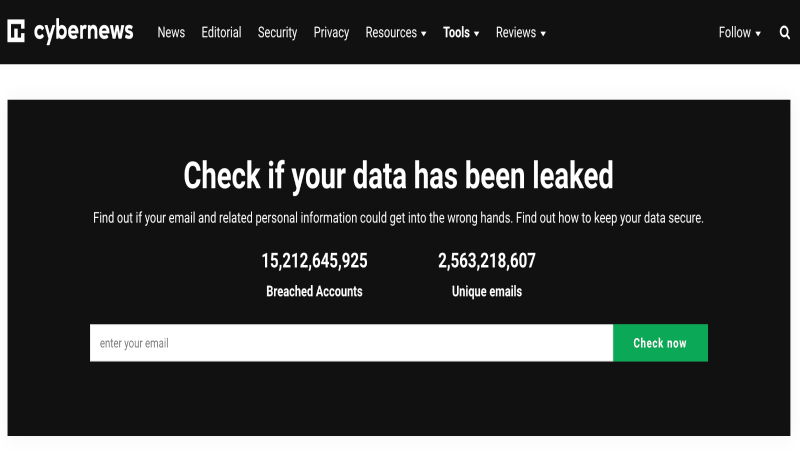 cybernews News Editorial Security Privacy Resources Tools Reviews Follow
Check if your data has been leaked
Find out if your email and related personal information could get into the wrong hands. Find out how to keep your data secure.
15,212,645,925 2,563,218,607
Breached Accounts Unique emails
enter your email Check now